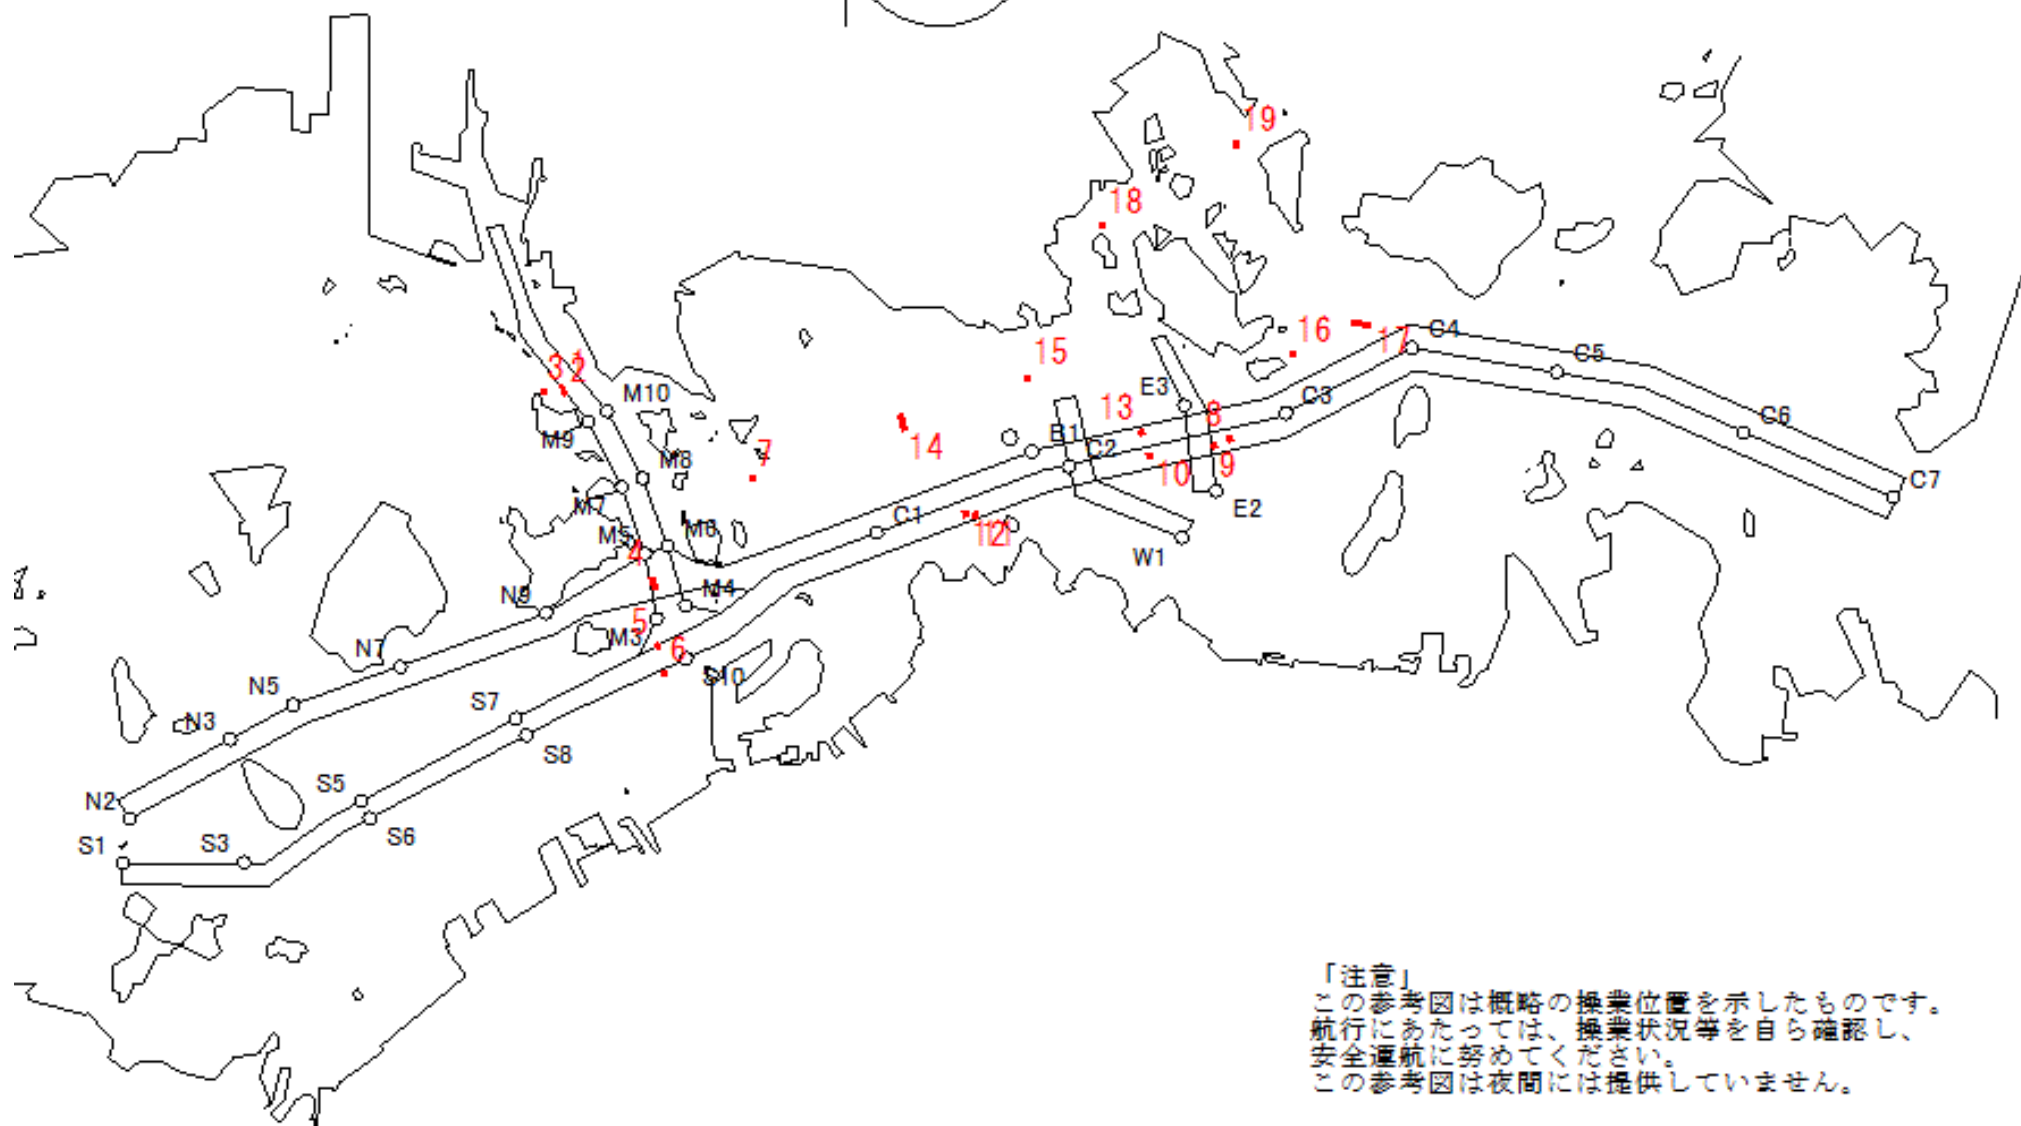 19
18
16
17
C4
C5
15
3
1
2
M10
E3
C3
13
8
C6
M9
14
B1
C2
7
M8
10
9
C7
M7
E2
C1
M5
M6
12
11
W1
4
N9
M4
5
M3
6
N7
S10
N5
S7
N3
S8
S5
N2
S6
S1
S3
「注意」
この参考図は概略の操業位置を示したものです。
航行にあたっては、操業状況等を自ら確認し、
安全運航に努めてください。
この参考図は夜間には提供していません。